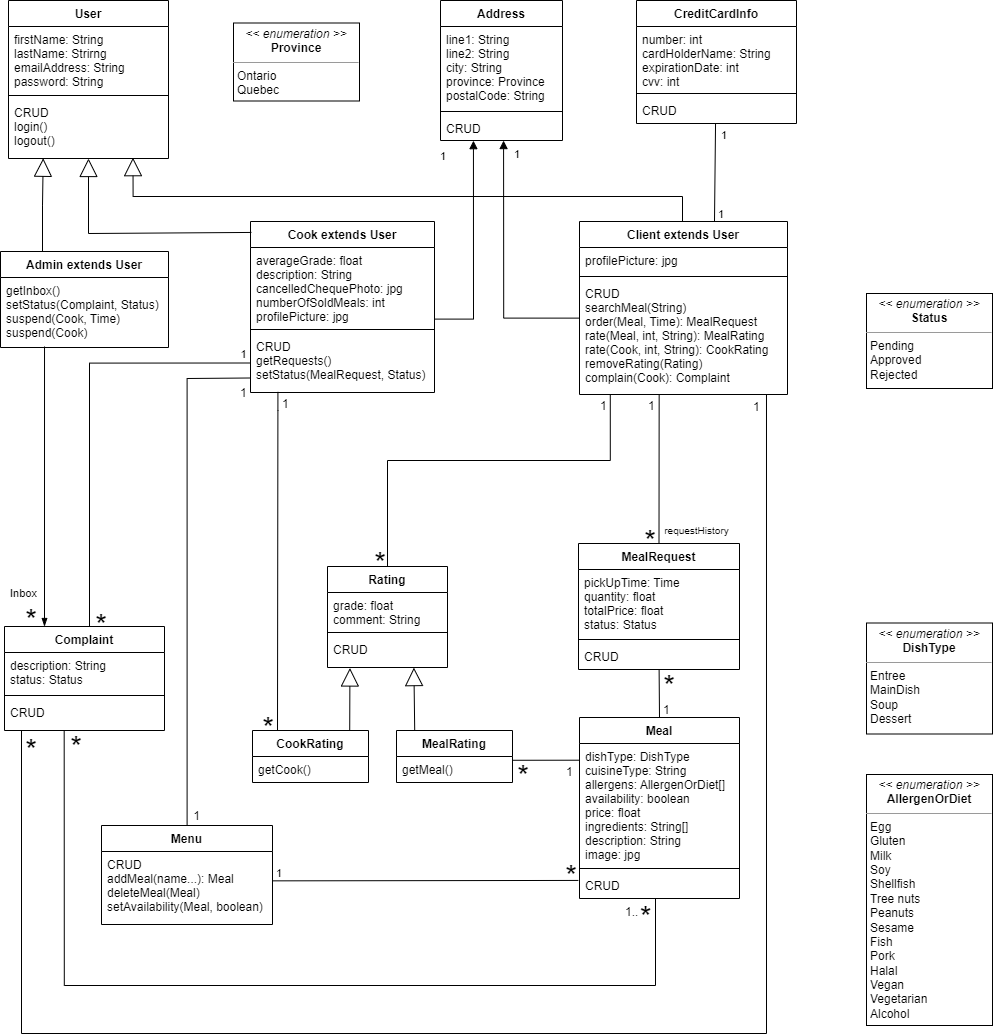 User
firstName: String
lastName: Strirng
emailAddress: String
password: String
CRUD
login()
logout()
<< enumeration >>
Province
Ontario
Quebec
Address
line1: String
line2: String
city: String
province: Province
postalCode: String
CRUD
CreditCardInfo
number: int
cardHolderName: String
expirationDate: int
cvv: int
CRUD
1
1
1
1
Admin extends User
getInbox()
setStatus(Complaint, Status)
suspend(Cook, Time)
suspend(Cook)
Cook extends User
averageGrade: float
description: String
cancelledChequePhoto: jpg
numberOfSoldMeals: int
profilePicture: jpg
CRUD
getRequests()
setStatus(MealRequest, Status)
1
1
1
Client extends User
profilePicture: jpg
CRUD
searchMeal(String)
order(Meal, Time): MealRequest
rate(Meal, int, String): MealRating
rate(Cook, int, String): CookRating
removeRating(Rating)
complain(Cook): Complaint
1
1
1
<< enumeration >>
Status
Pending
Approved
Rejected
*
requestHistory
*
Rating
grade: float
comment: String
CRUD
MealRequest
pickUpTime: Time
quantity: float
totalPrice: float
status: Status
CRUD
*
1
Inbox
*
*
Complaint
description: String
status: Status
CRUD
*
*
<< enumeration >>
DishType
Entree
MainDish
Soup
Dessert
*
CookRating
getCook()
MealRating
getMeal()
*
1
Meal
dishType: DishType
cuisineType: String
allergens: AllergenOrDiet[]
availability: boolean
price: float
ingredients: String[]
description: String
image: jpg
CRUD
1
Menu
CRUD
addMeal(name...): Meal
deleteMeal(Meal)
setAvailability(Meal, boolean)
1
*
1..*
<< enumeration >>
AllergenOrDiet
Egg
Gluten
Milk
Soy
Shellfish
Tree nuts
Peanuts
Sesame
Fish
Pork
Halal
Vegan
Vegetarian
Alcohol